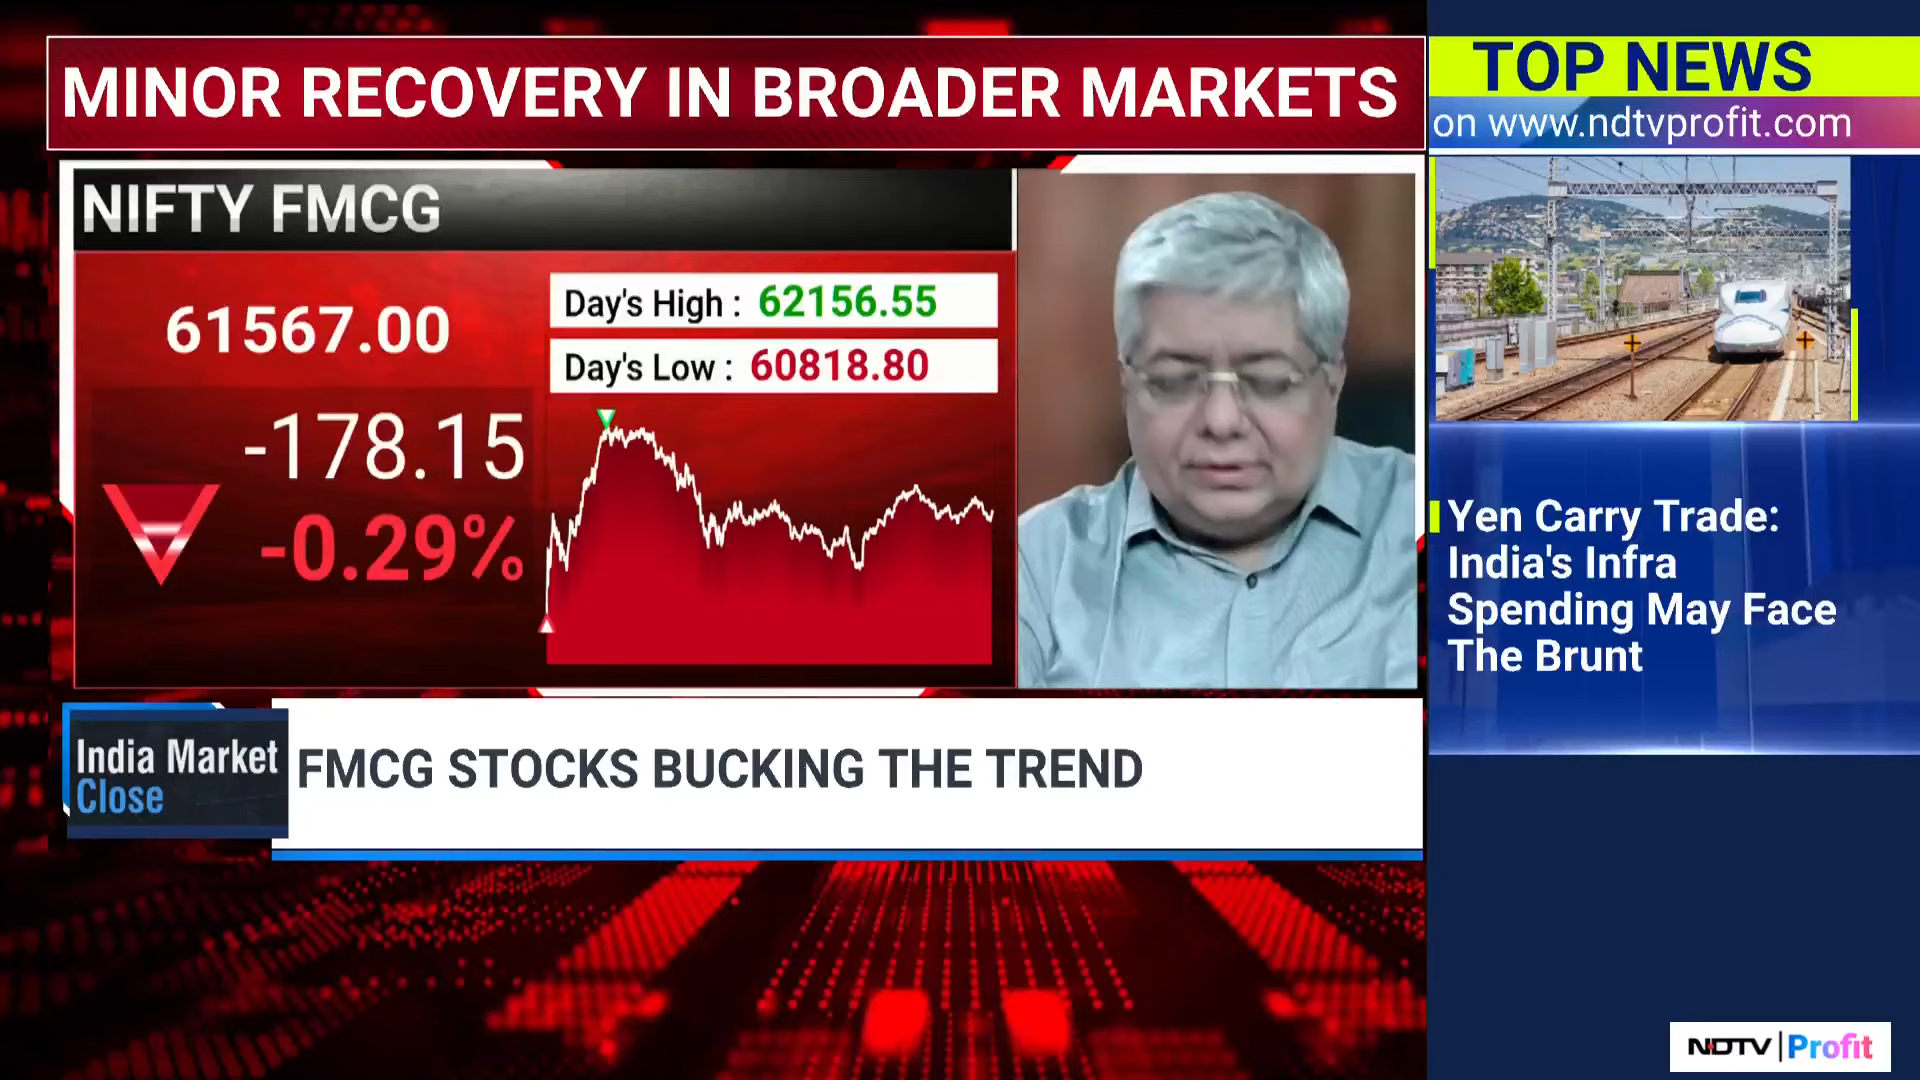 MINOR RECOVERY IN BROADER MARKETS
NIFTY FMCG
61567.00
-178.15
-0.29%
Day's High : 62156.55
Day's Low : 60818.80
India Market
Close
FMCG STOCKS BUCKING THE TREND
TOP NEWS
on www.ndtvprofit.com
Yen Carry Trade:
India's Infra
Spending May Face
The Brunt
NDTV | Profit